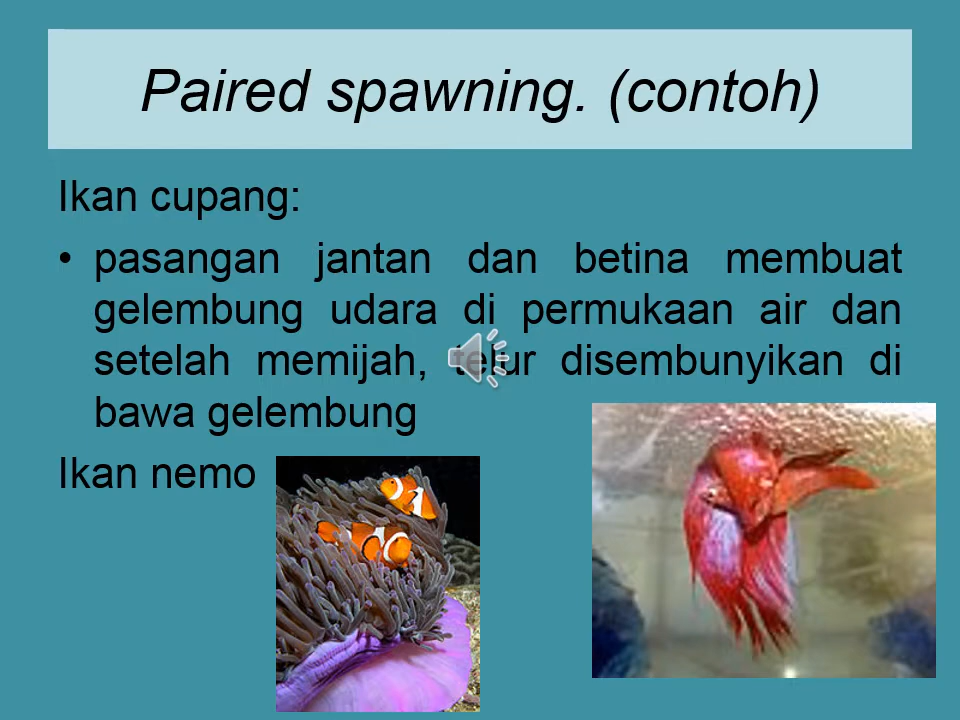 Paired spawning. (contoh)
Ikan cupang:
• pasangan jantan dan betina membuat
gelembung udara di permukaan air dan
setelah memijah, telur disembunyikan di
bawa gelembung
Ikan nemo